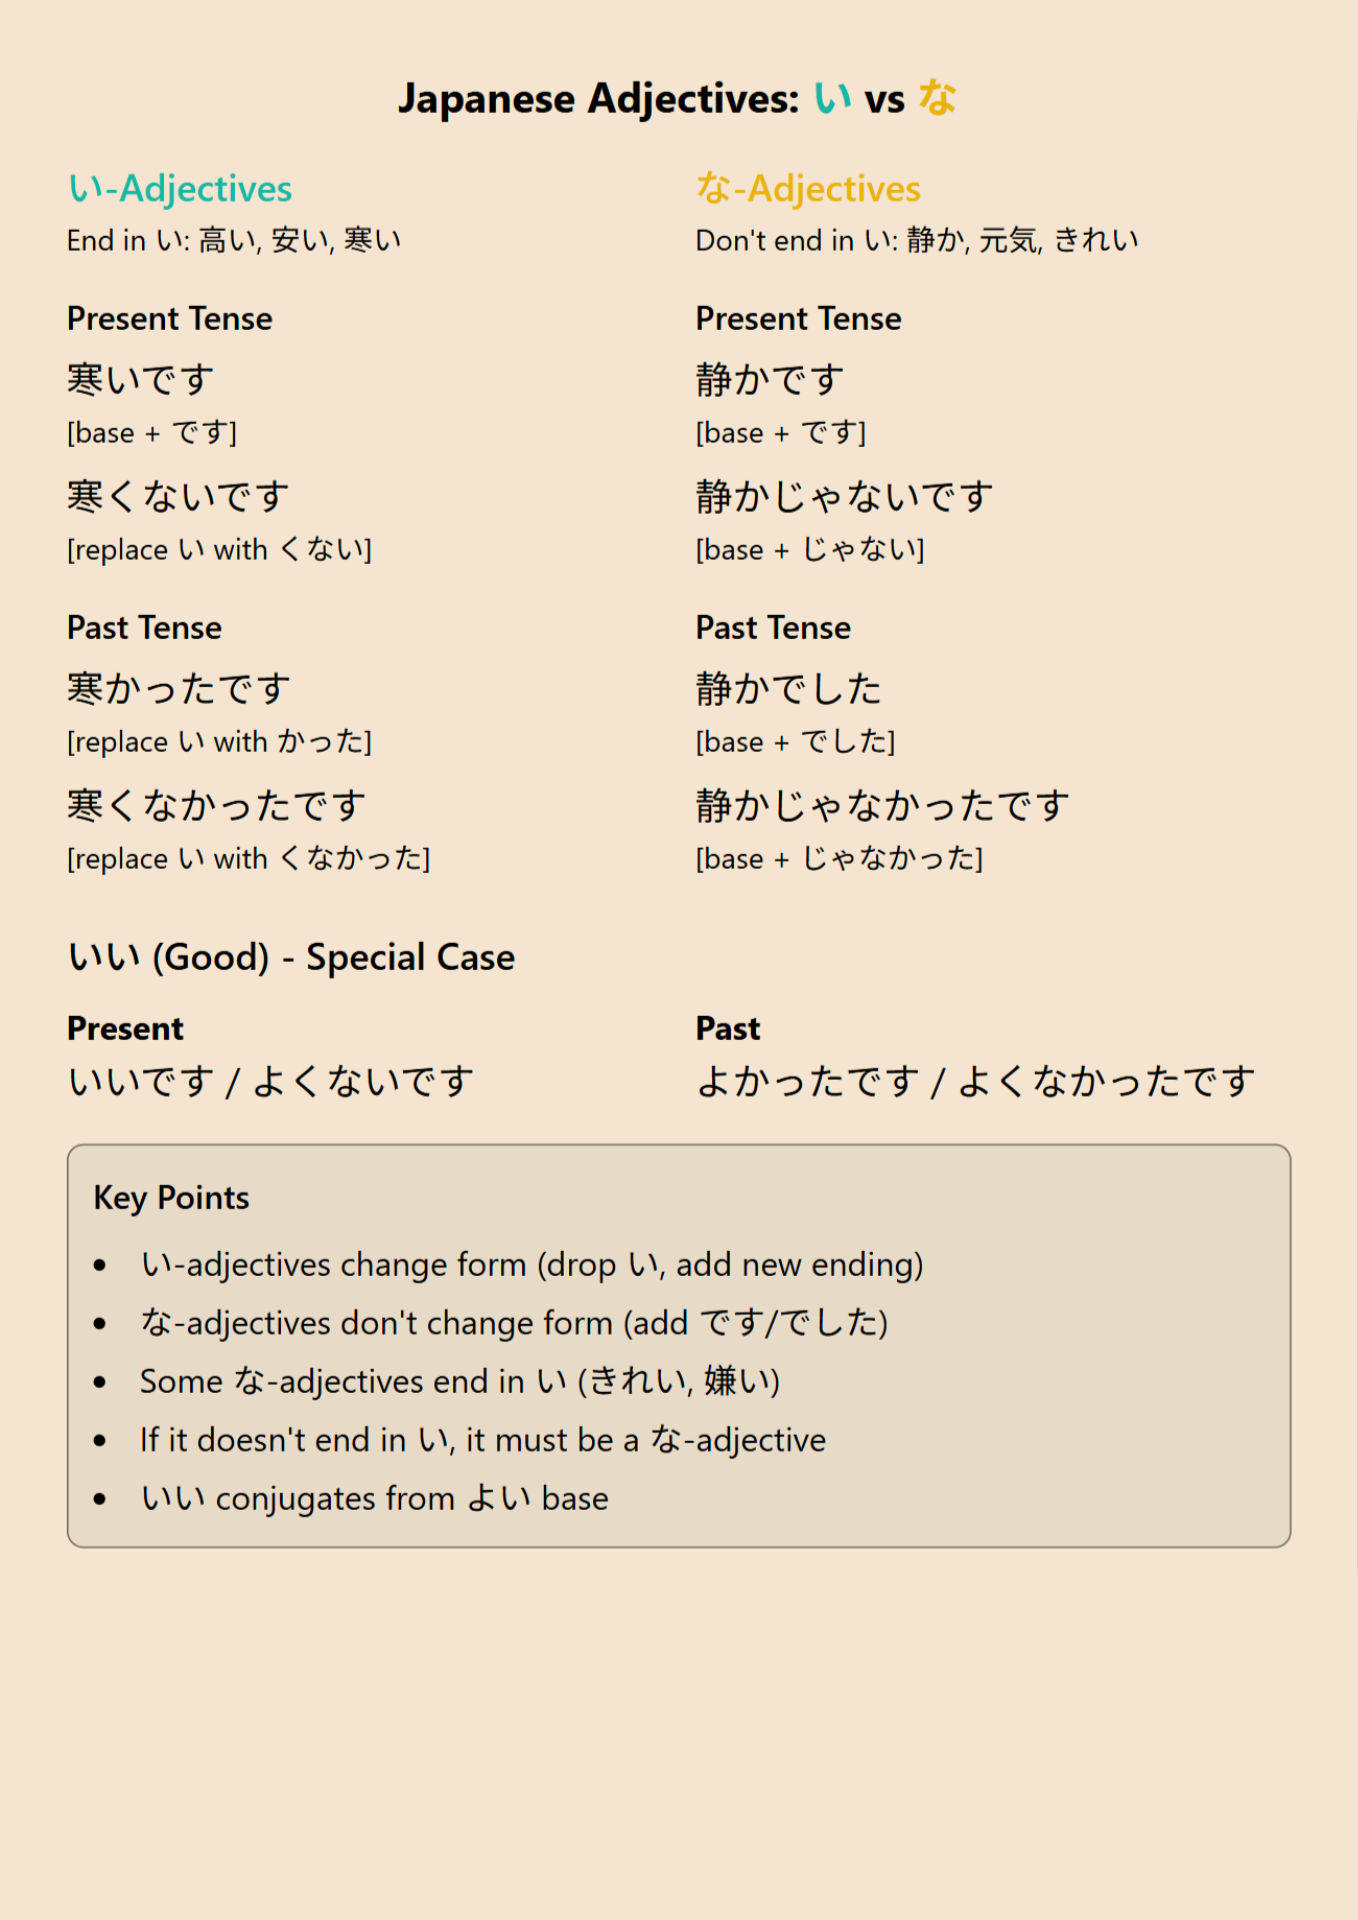 Japanese Adjectives: い vs な
い-Adjectives
End in い: 高い, 安い, 寒い
Present Tense
寒いです
[base + です]
寒くないです
[replace い with くない]
Past Tense
寒かったです
[replace い with かった]
寒くなかったです
[replace い with くなかった]
な-Adjectives
Don't end in い: 静か, 元気, きれい
Present Tense
静かです
[base + です]
静かじゃないです
[base + じゃない]
Past Tense
静かでした
[base + でした]
静かじゃなかったです
[base + じゃなかった]
いい (Good) - Special Case
Present
いいです / よくないです
Past
よかったです / よくなかったです
Key Points
• い-adjectives change form (drop い, add new ending)
• な-adjectives don't change form (add です/でした)
• Some な-adjectives end in い (きれい, 嫌い)
• If it doesn't end in い, it must be a な-adjective
• いい conjugates from よい base